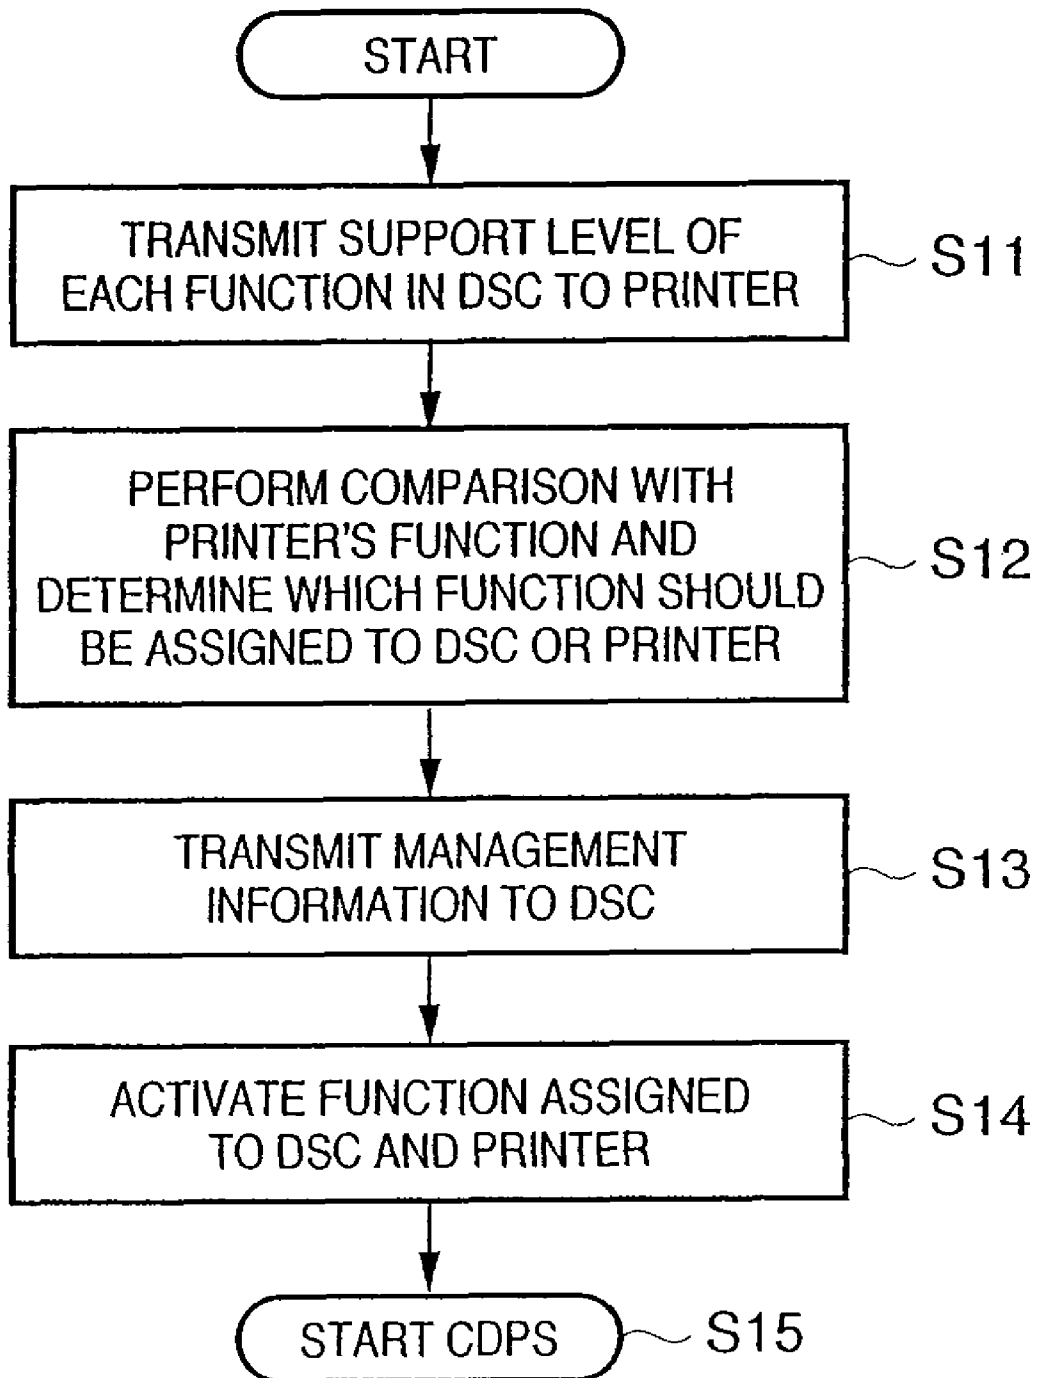 START
TRANSMIT SUPPORT LEVEL OF
EACH FUNCTION IN DSC TO PRINTER
S11
PERFORM COMPARISON WITH
PRINTER'S FUNCTION AND
DETERMINE WHICH FUNCTION SHOULD
BE ASSIGNED TO DSC OR PRINTER
S12
TRANSMIT MANAGEMENT
INFORMATION TO DSC
S13
ACTIVATE FUNCTION ASSIGNED
TO DSC AND PRINTER
S14
START CDPS
S15